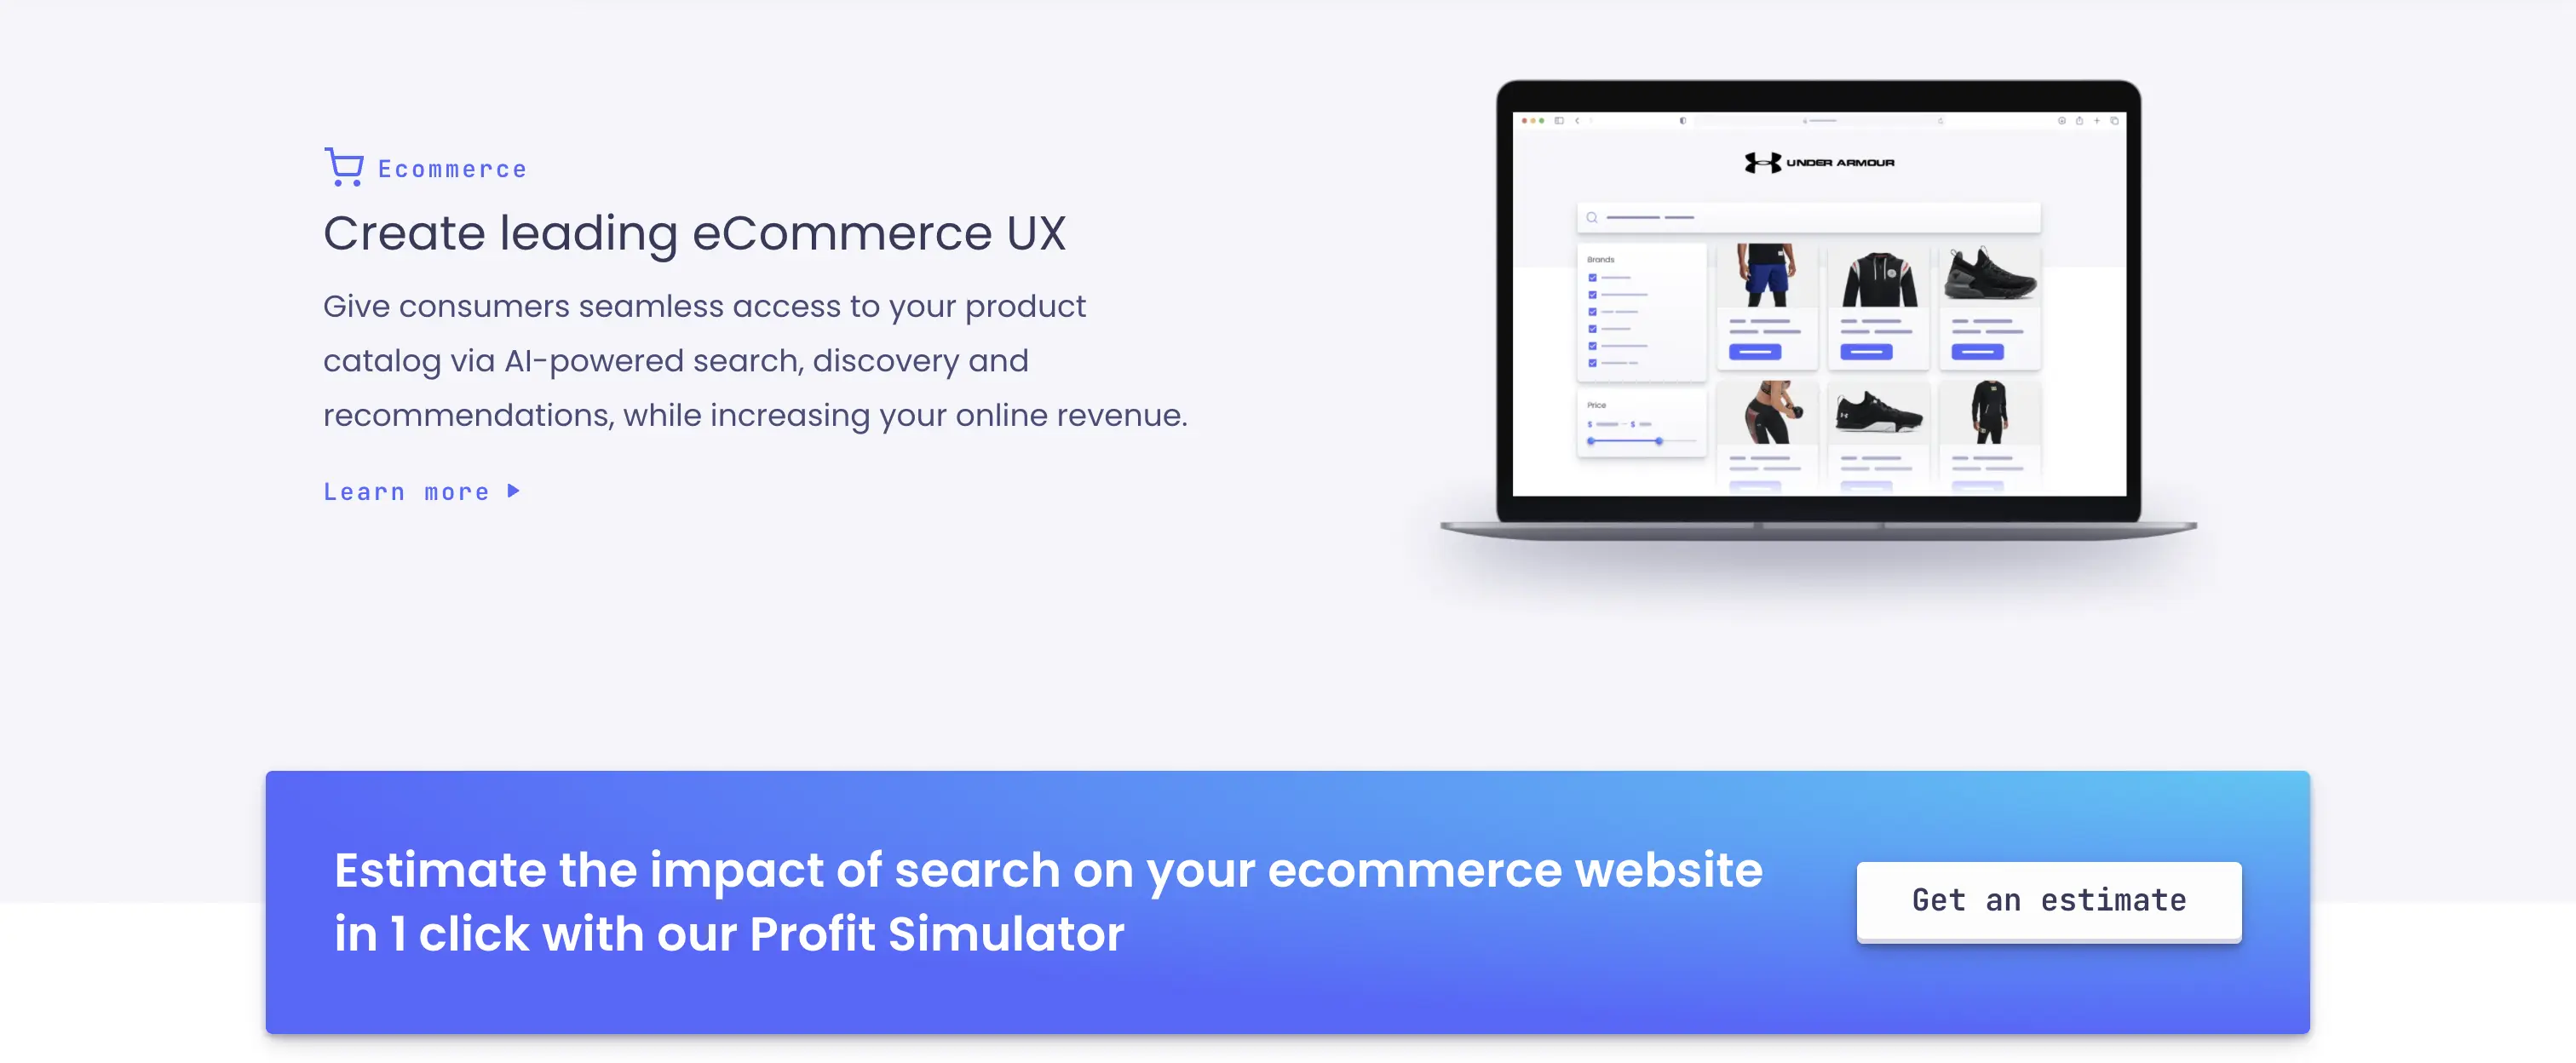 Ecommerce
Create leading eCommerce UX
Give consumers seamless access to your product
catalog via AI-powered search, discovery and
recommendations, while increasing your online revenue.
Learn more
UNDER ARMOUR
Brands
Price
$ - $
Estimate the impact of search on your ecommerce website
in 1 click with our Profit Simulator
Get an estimate